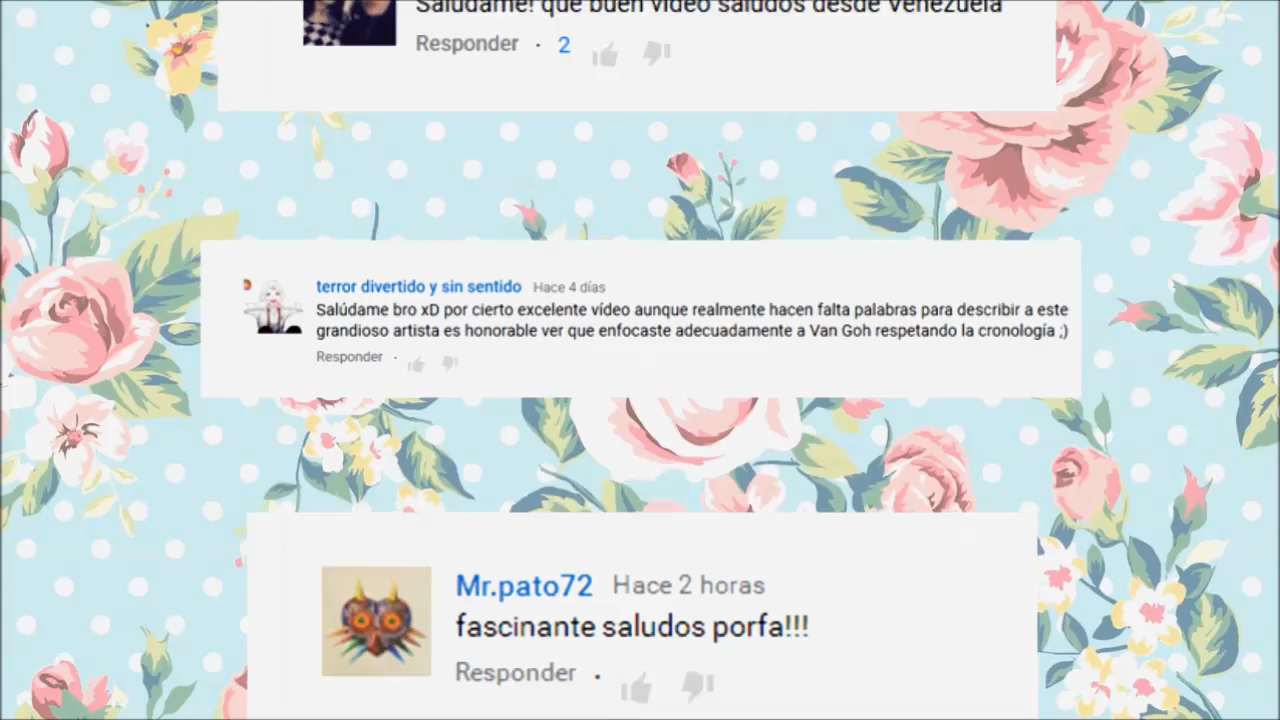 Salúdame! que buen video saludos desde Venezuela
Responder · 2
terror divertido y sin sentido Hace 4 días
Salúdame bro xD por cierto excelente vídeo aunque realmente hacen falta palabras para describir a este
grandioso artista es honorable ver que enfocaste adecuadamente a Van Goh respetando la cronología ;)
Responder ·
Mr.pato72 Hace 2 horas
fascinante saludos porfa!!!
Responder ·